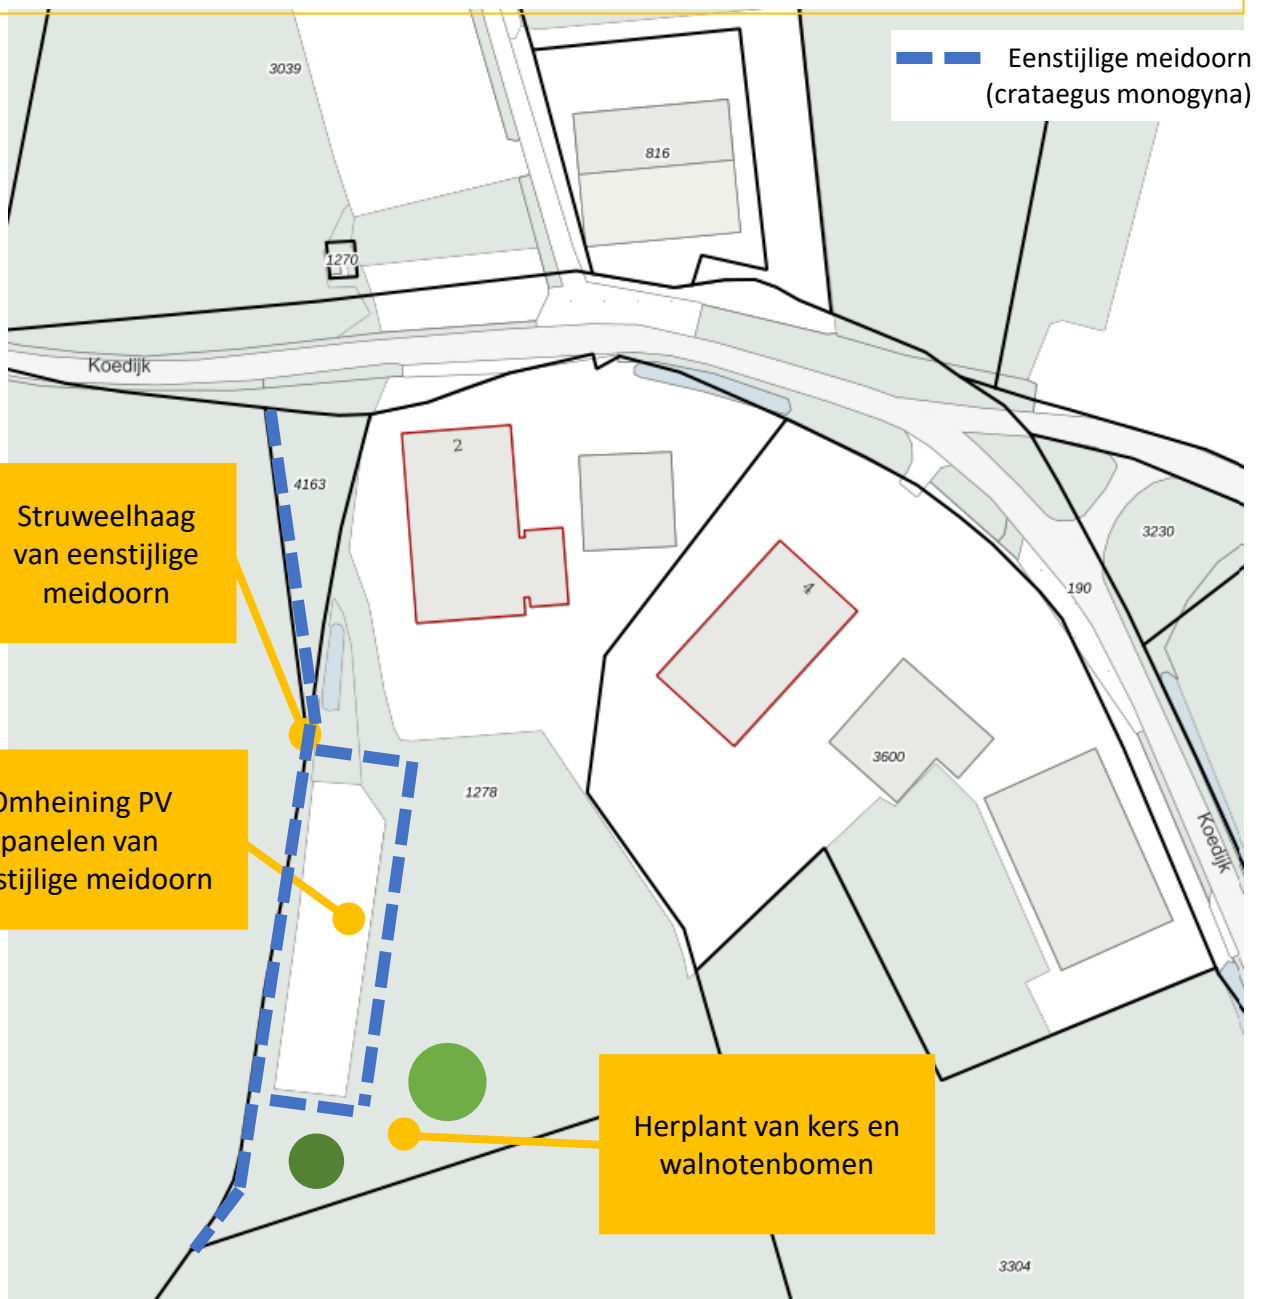 Eenstijlige meidoorn
(crataegus monogyna)
3039
816
1270
Koedijk
2
4163
Struweelhaag
van eenstijlige
meidoorn
3230
4
190
3600
1278
Omheining PV
panelen van
stijlige meidoorn
Koedijk
Herplant van kers en
walnotenbomen
3304